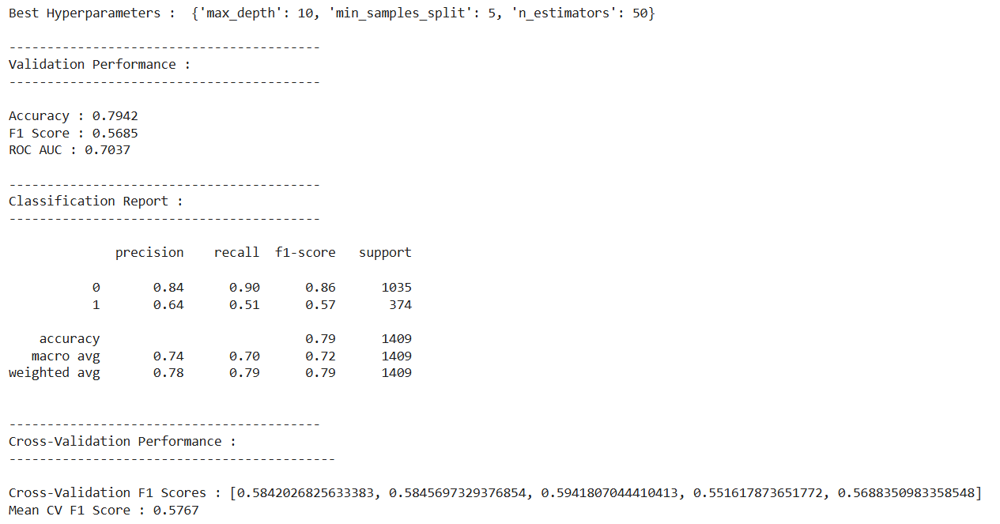 Best Hyperparameters :  {'max_depth': 10, 'min_samples_split': 5, 'n_estimators': 50}
-----------------------------------------
Validation Performance :
-----------------------------------------
Accuracy : 0.7942
F1 Score : 0.5685
ROC AUC : 0.7037
-----------------------------------------
Classification Report :
-----------------------------------------
              precision    recall  f1-score   support
           0       0.84      0.90      0.86      1035
           1       0.64      0.51      0.57       374
    accuracy                           0.79      1409
   macro avg       0.74      0.70      0.72      1409
weighted avg       0.78      0.79      0.79      1409
-----------------------------------------
Cross-Validation Performance :
-------------------------------------------
Cross-Validation F1 Scores : [0.5842026825633383, 0.5845697329376854, 0.5941807044410413, 0.551617873651772, 0.5688350983358548]
Mean CV F1 Score : 0.5767